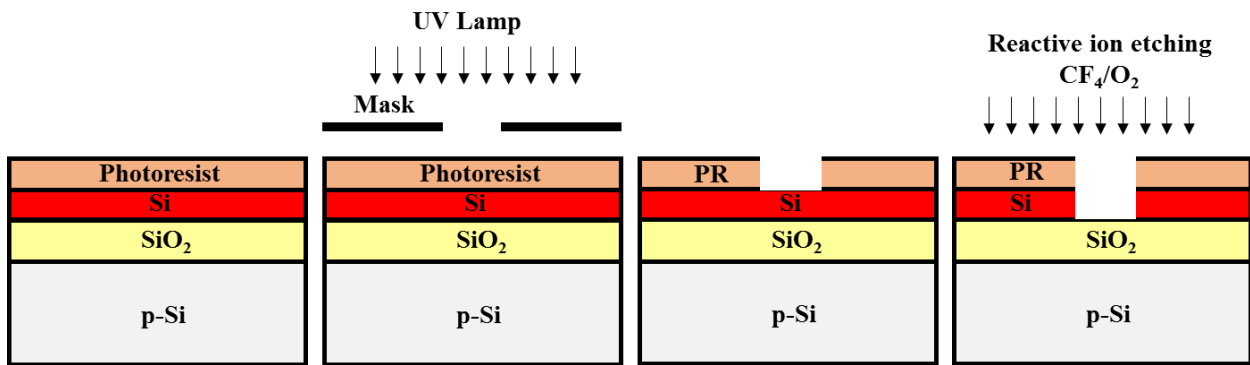 UV Lamp
Mask
Reactive ion etching
CF₄/O₂
Photoresist
Si
SiO₂
p-Si
Photoresist
Si
SiO₂
p-Si
PR
Si
SiO₂
p-Si
PR
Si
SiO₂
p-Si